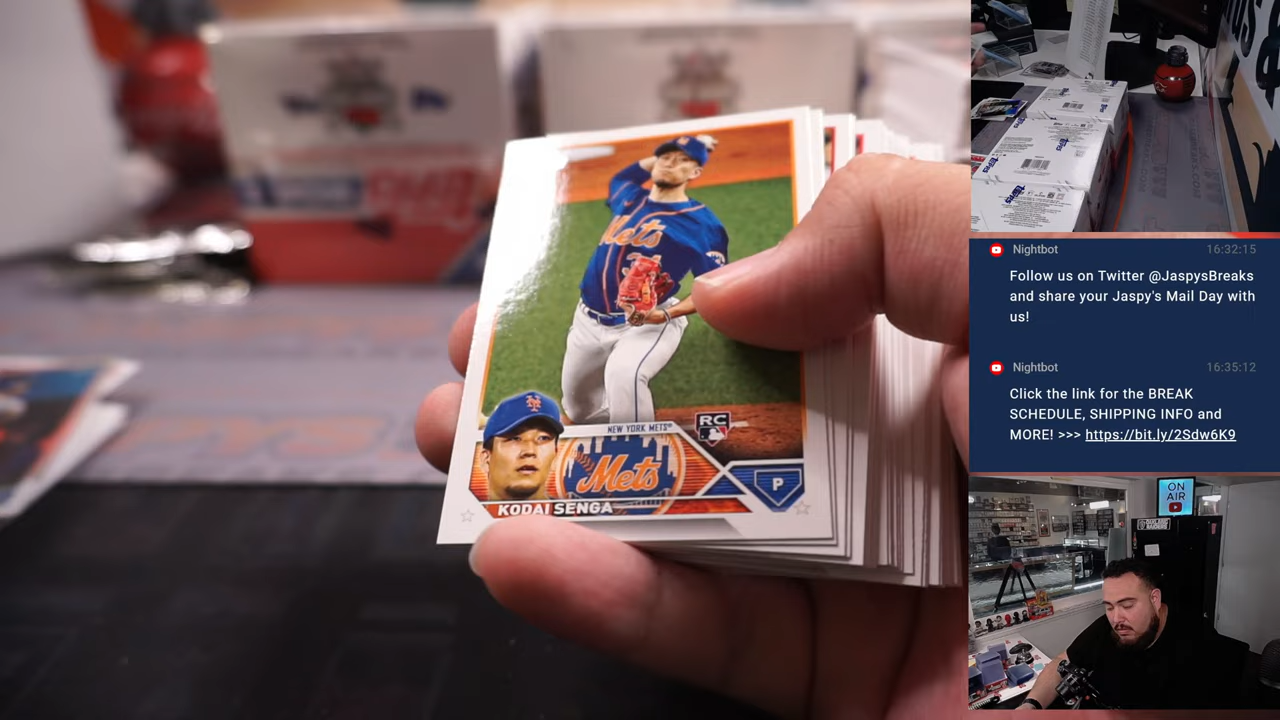 Mets
NEW YORK METS
RC
Mets
P
KODAI SENGA
Nightbot 16:32:15
Follow us on Twitter @JaspysBreaks
and share your Jaspy's Mail Day with
us!
Nightbot 16:35:12
Click the link for the BREAK
SCHEDULE, SHIPPING INFO and
MORE! >>> https://bit.ly/2Sdw6K9
ON
AIR